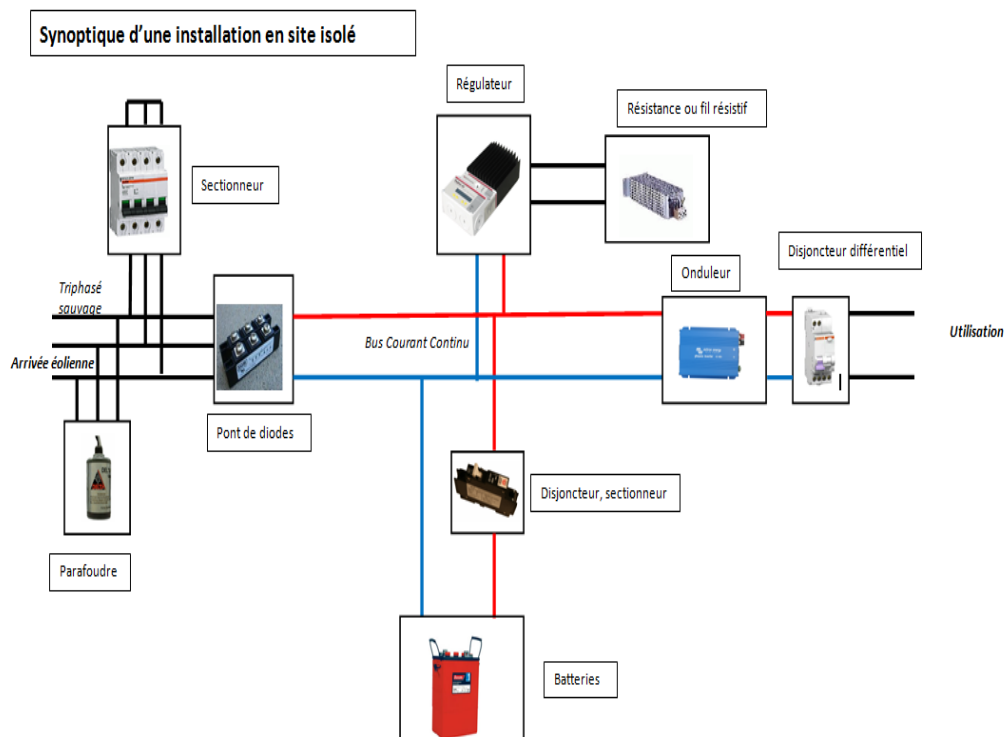 Synoptique d'une installation en site isolé
Régulateur
Résistance ou fil résistif
Sectionneur
Disjoncteur différentiel
Onduleur
Triphasé
sauvage
Utilisation
Bus Courant Continu
Arrivée éolienne
Pont de diodes
Disjoncteur, sectionneur
Parafoudre
Batteries